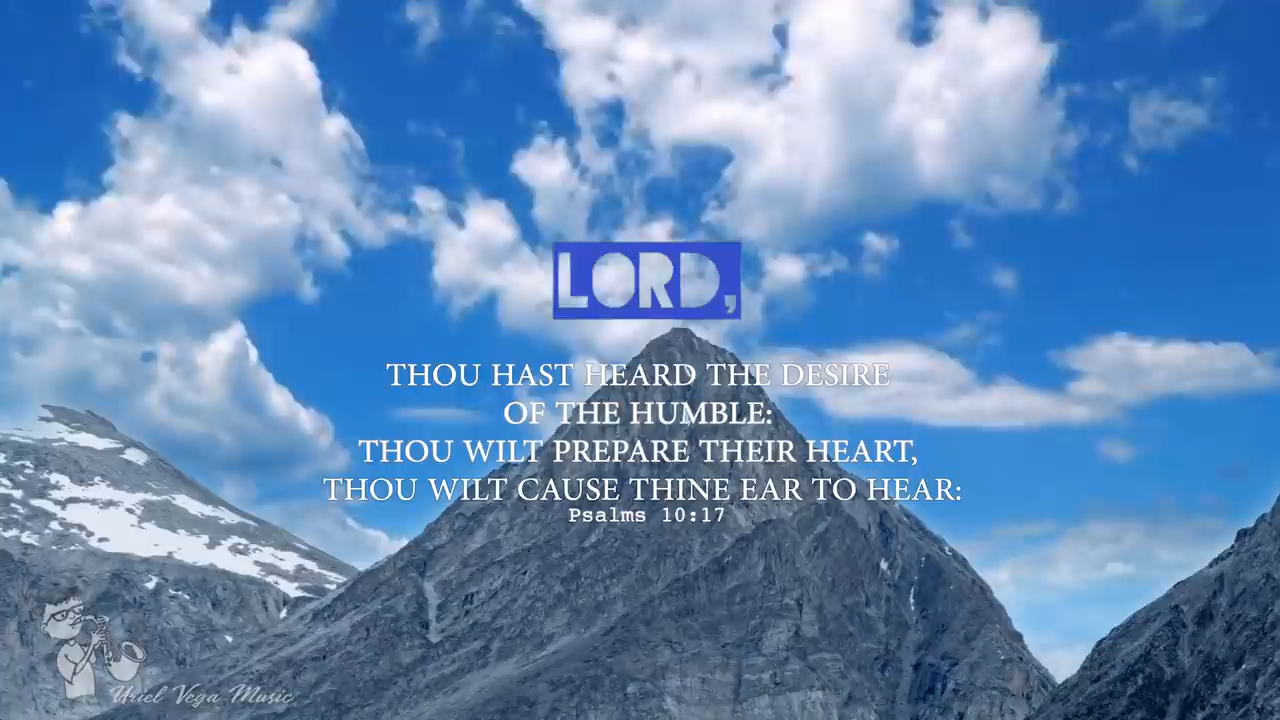 LORD,
THOU HAST HEARD THE DESIRE
OF THE HUMBLE:
THOU WILT PREPARE THEIR HEART,
THOU WILT CAUSE THINE EAR TO HEAR:
Psalms 10:17
Uriel Vega Music